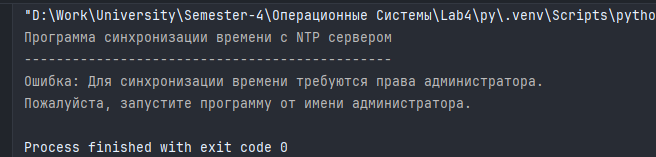 "D:\Work\University\Semester-4\Операционные Системы\Lab4\py\.venv\Scripts\pytho
Программа синхронизации времени с NTP сервером
----------------------------------------------
Ошибка: Для синхронизации времени требуются права администратора.
Пожалуйста, запустите программу от имени администратора.
Process finished with exit code 0